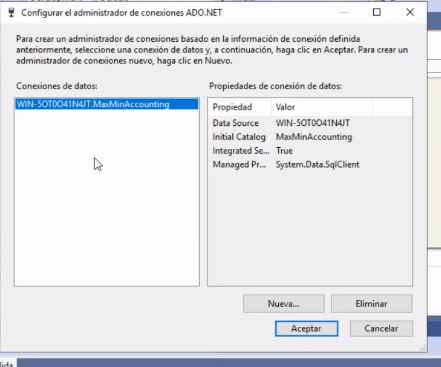 Configurar el administrador de conexiones ADO.NET
Para crear un administrador de conexiones basado en la información de conexión definida
anteriormente, seleccione una conexión de datos y, a continuación, haga clic en Aceptar. Para crear un
administrador de conexiones nuevo, haga clic en Nuevo.
Conexiones de datos:
Propiedades de conexión de datos:
WIN-5OT0O41N4JT.MaxMinAccounting
Propiedad Valor
Data Source WIN-5OT0O41N4JT
Initial Catalog MaxMinAccounting
Integrated Se... True
Managed Pr... System.Data.SqlClient
Nueva...
Eliminar
Aceptar
Cancelar